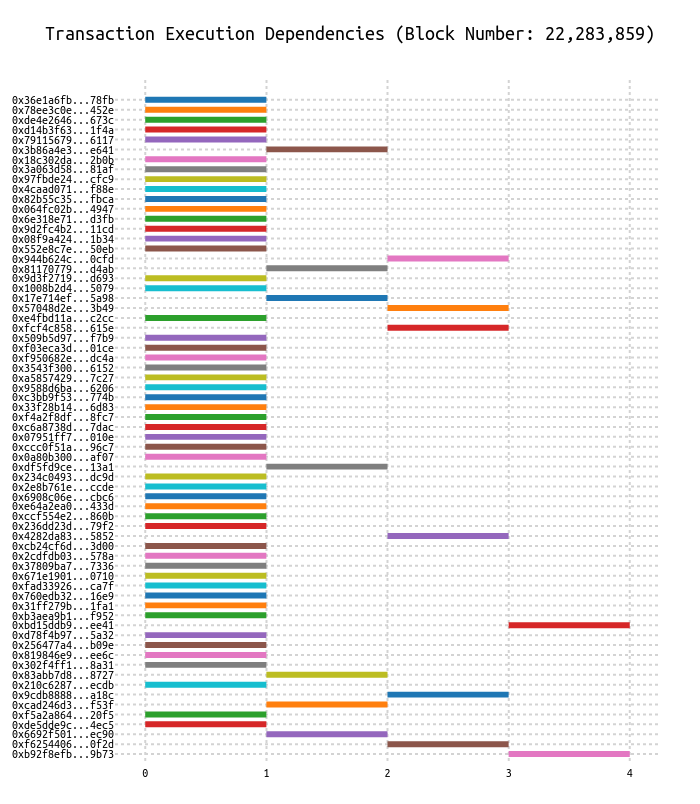 Transaction Execution Dependencies (Block Number: 22,283,859)
0x36e1a6fb...78fb
0x78ee3c0e...452e
0xde4e2646...673c
0xd14b3f63...1f4a
0x79115679...6117
0x3b86a4e3...e641
0x18c302da...2b0b
0x3a063d58...81af
0x97fbde24...cfc9
0x4caad071...f88e
0x82b55c35...fbca
0x064fc02b...4947
0x6e318e71...d3fb
0x9d2fc4b2...11cd
0x08f9a424...1b34
0x552e8c7e...50eb
0x944b624c...0cfd
0x81170779...d4ab
0x9d3f2719...d693
0x1008b2d4...5079
0x17e714ef...5a98
0x57048d2e...3b49
0xe4fbd11a...c2cc
0xfcf4c858...615e
0x509b5d97...f7b9
0xf03eca3d...01ce
0xf950682e...dc4a
0x3543f300...6152
0xa5857429...7c27
0x9588d6ba...6206
0xc3bb9f53...774b
0x33f28b14...6d83
0xf4a2f8df...8fc7
0xc6a8738d...7dac
0x07951ff7...010e
0xccc0f51a...96c7
0x0a80b300...af07
0xdf5fd9ce...13a1
0x234c0493...dc9d
0x2e8b761e...ccde
0x6908c06e...cbc6
0xe64a2ea0...433d
0xccf554e2...860b
0x236dd23d...79f2
0x4282da83...5852
0xcb24cf6d...3d00
0x2cdfdb03...578a
0x37809ba7...7336
0x671e1901...0710
0xfad33926...ca7f
0x760edb32...16e9
0x31ff279b...1fa1
0xb3aea9b1...f952
0xbd15ddb9...ee41
0xd78f4b97...5a32
0x256477a4...b09e
0x819846e9...ee6c
0x302f4ff1...8a31
0x83abb7d8...8727
0x210c6287...ecdb
0x9cdb8888...a18c
0xcad246d3...f53f
0xf5a2a864...20f5
0xde5dde9c...4ec5
0x6692f501...ec90
0xf6254406...0f2d
0xb92f8efb...9b73
0 1 2 3 4